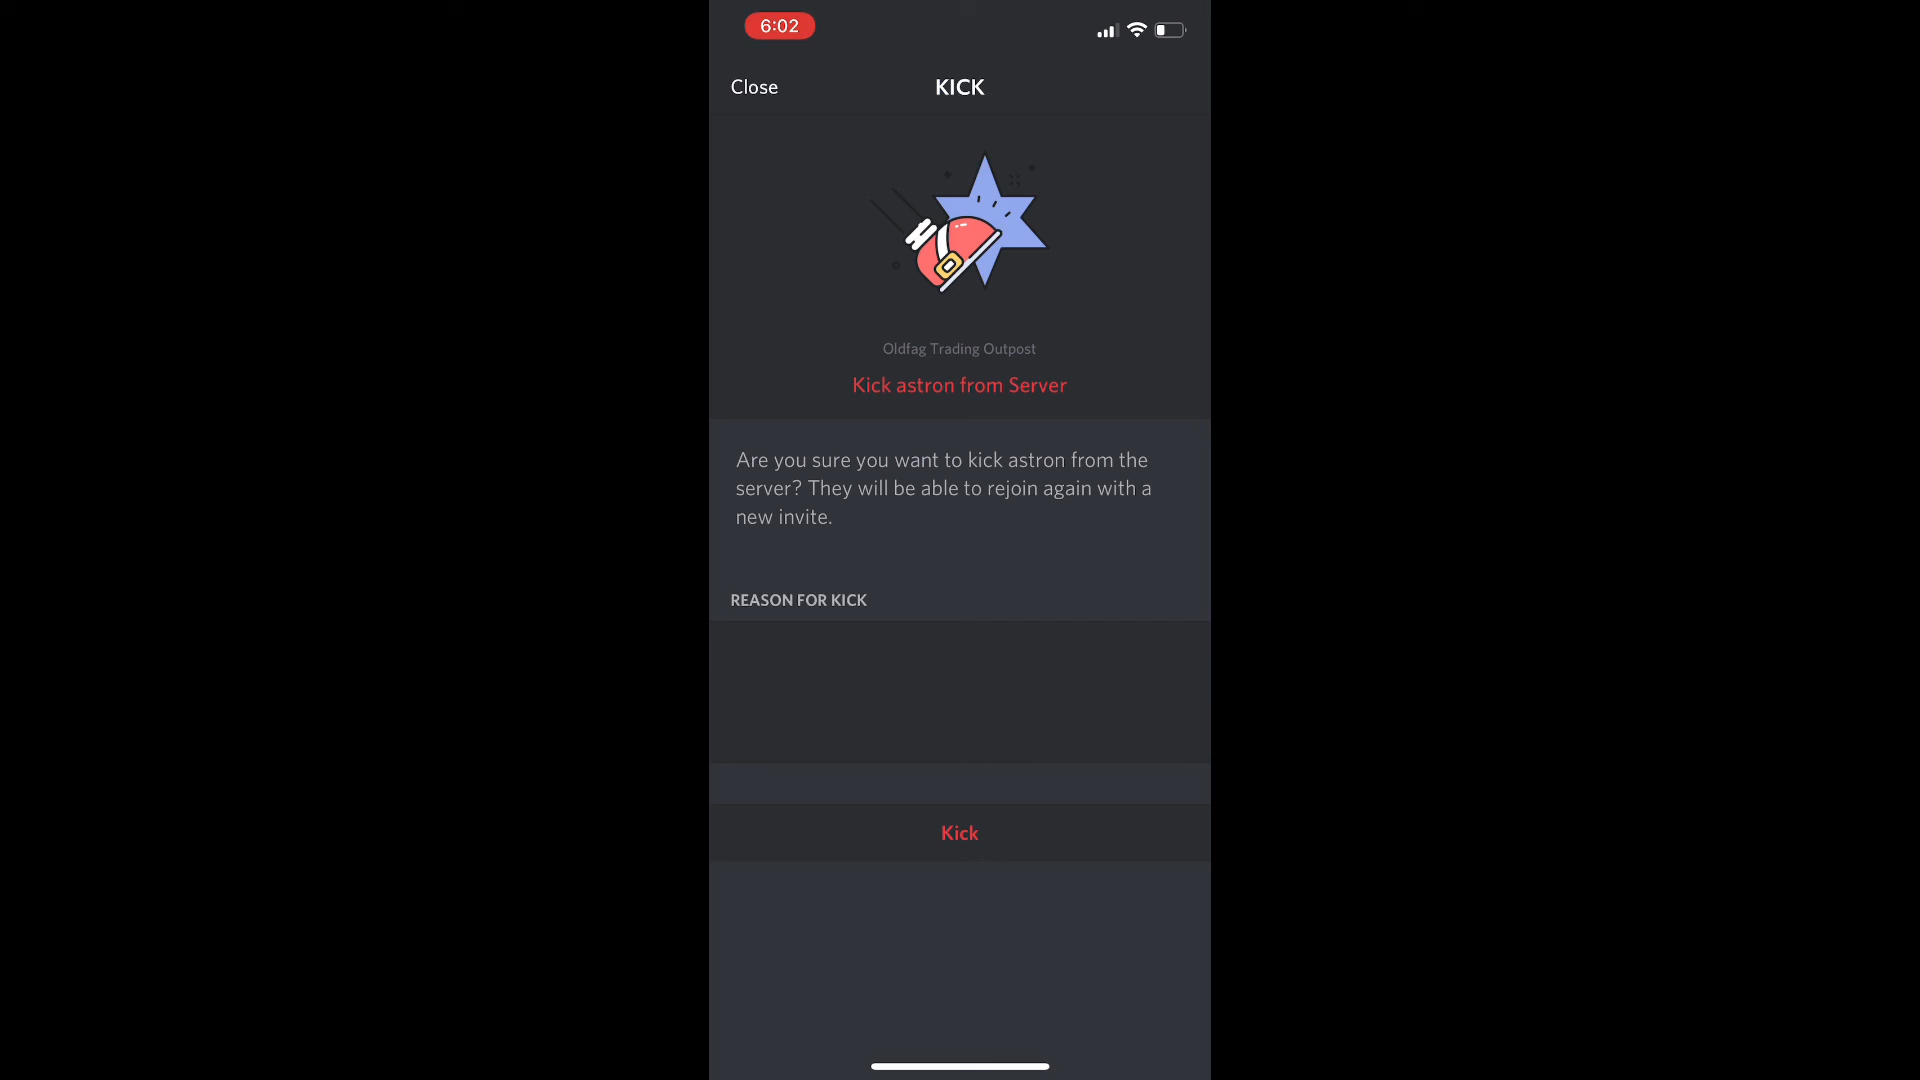 6:02
Close
KICK
Oldfag Trading Outpost
Kick astron from Server
Are you sure you want to kick astron from the
server? They will be able to rejoin again with a
new invite.
REASON FOR KICK
Kick